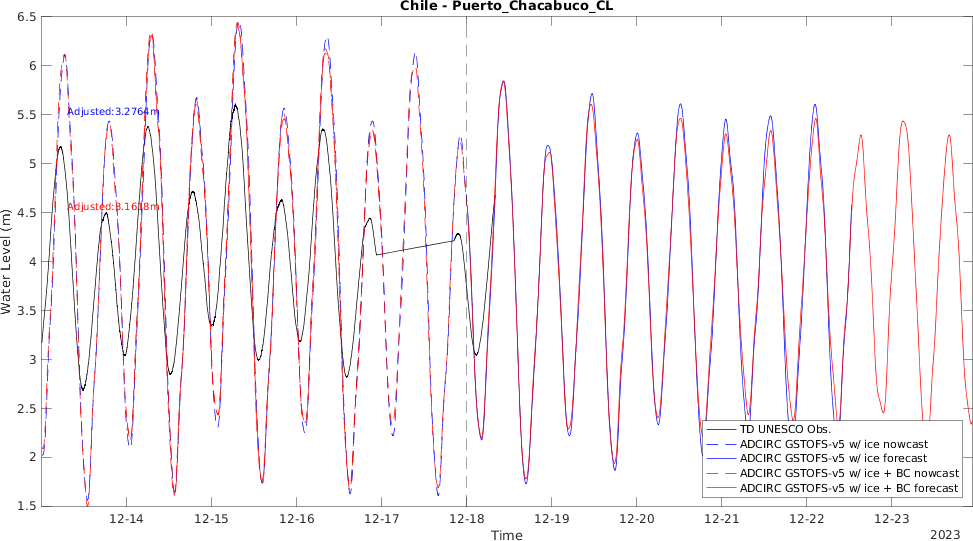 Chile - Puerto_Chacabuco_CL
6.5
6
5.5
5
4.5
4
3.5
3
2.5
2
1.5
Water Level (m)
Adjusted:3.2764m
Adjusted:3.1618m
TD UNESCO Obs.
ADCIRC GSTOFS-v5 w/ ice nowcast
ADCIRC GSTOFS-v5 w/ ice forecast
ADCIRC GSTOFS-v5 w/ ice + BC nowcast
ADCIRC GSTOFS-v5 w/ ice + BC forecast
12-14 12-15 12-16 12-17 12-18 12-19 12-20 12-21 12-22 12-23
Time
2023